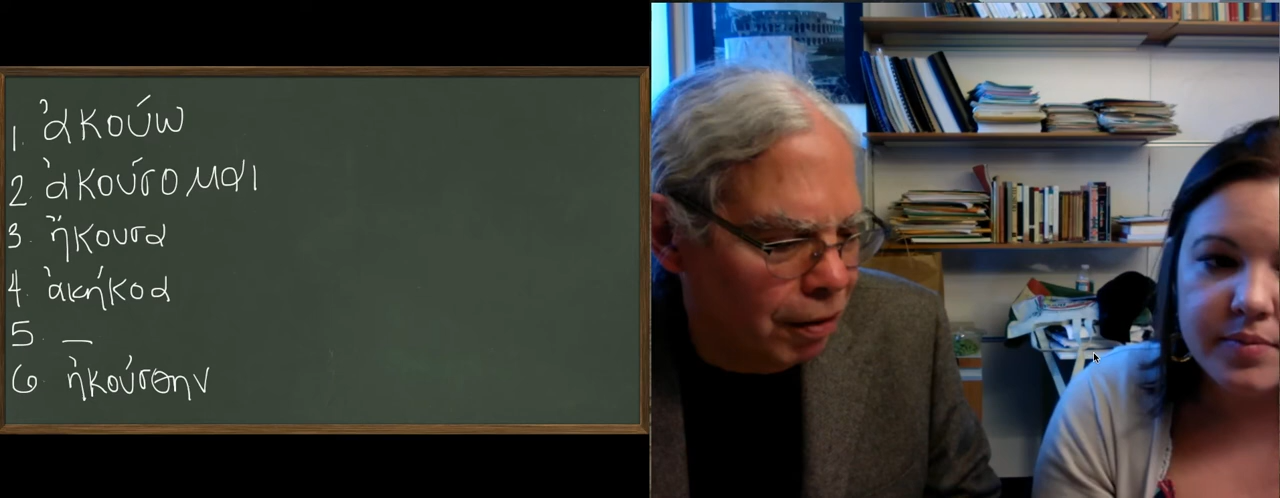 1. ἀκούω
2. ἀκούσομαι
3. ἤκουσα
4. ἀκήκοα
5. —
6. ἠκούσθην